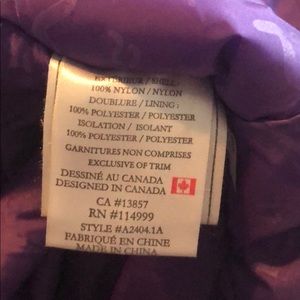 EXTÉRIEUR / SHELL:
100% NYLON / NYLON
DOUBLURE / LINING :
100% POLYESTER / POLYESTER
ISOLATION / ISOLANT
100% POLYESTER / POLYESTER
GARNITURES NON COMPRISES
EXCLUSIVE OF TRIM
DESSINÉ AU CANADA
DESIGNED IN CANADA
CA #13857
RN #114999
STYLE #A2404.1A
FABRIQUÉ EN CHINE
MADE IN CHINA